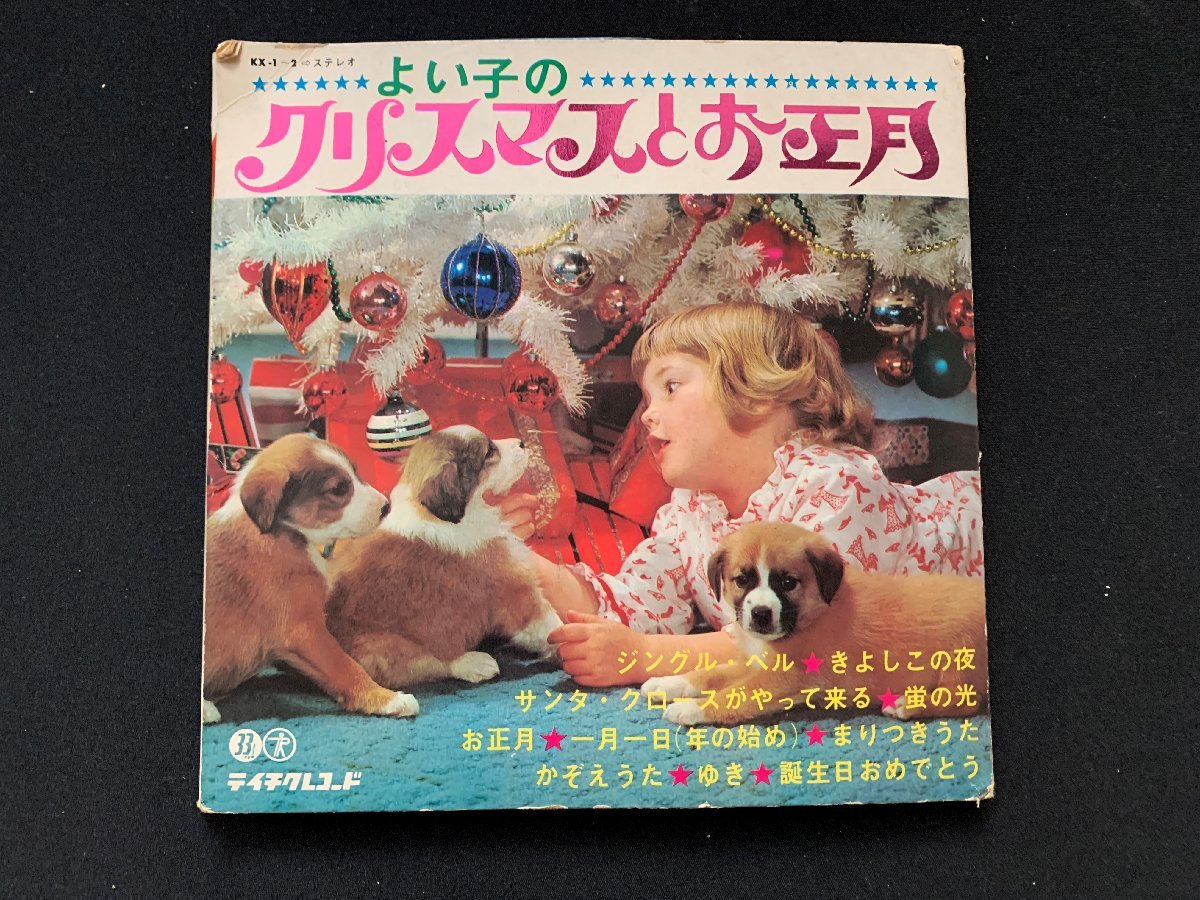 KX-1~2⇨ステレオ
よい子の
クリスマスとお正月
ジングル・ベル★きよしこの夜
サンタ・クロースがやって来る★蛍の光
お正月★一月一日(年の始め)★まりつきうた
かぞえうた★ゆき★誕生日おめでとう
33⅓
テイチクレコード